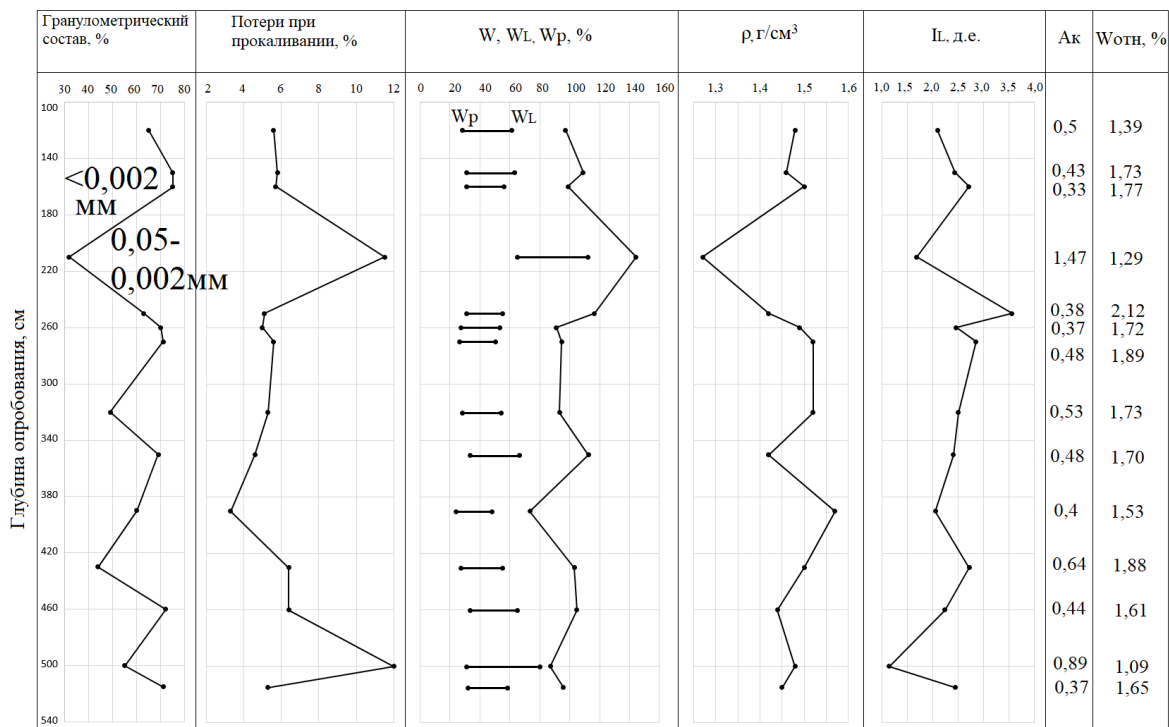 Гранулометрический
состав, %
Потери при
прокаливании, %
W, WL, Wp, %
ρ, г/см³
IL, д.е.
Ак
Wотн, %
30 40 50 60 70 80
2 4 6 8 10 12
0 20 40 60 80 100 120 140 160
1,3 1,4 1,5 1,6
1,0 1,5 2,0 2,5 3,0 3,5 4,0
Глубина опробования, см
100
140
180
220
260
300
340
380
420
460
500
540
<0,002
мм
0,05-
0,002мм
Wp WL
0,5 1,39
0,43 1,73
0,33 1,77
1,47 1,29
0,38 2,12
0,37 1,72
0,48 1,89
0,53 1,73
0,48 1,70
0,4 1,53
0,64 1,88
0,44 1,61
0,89 1,09
0,37 1,65